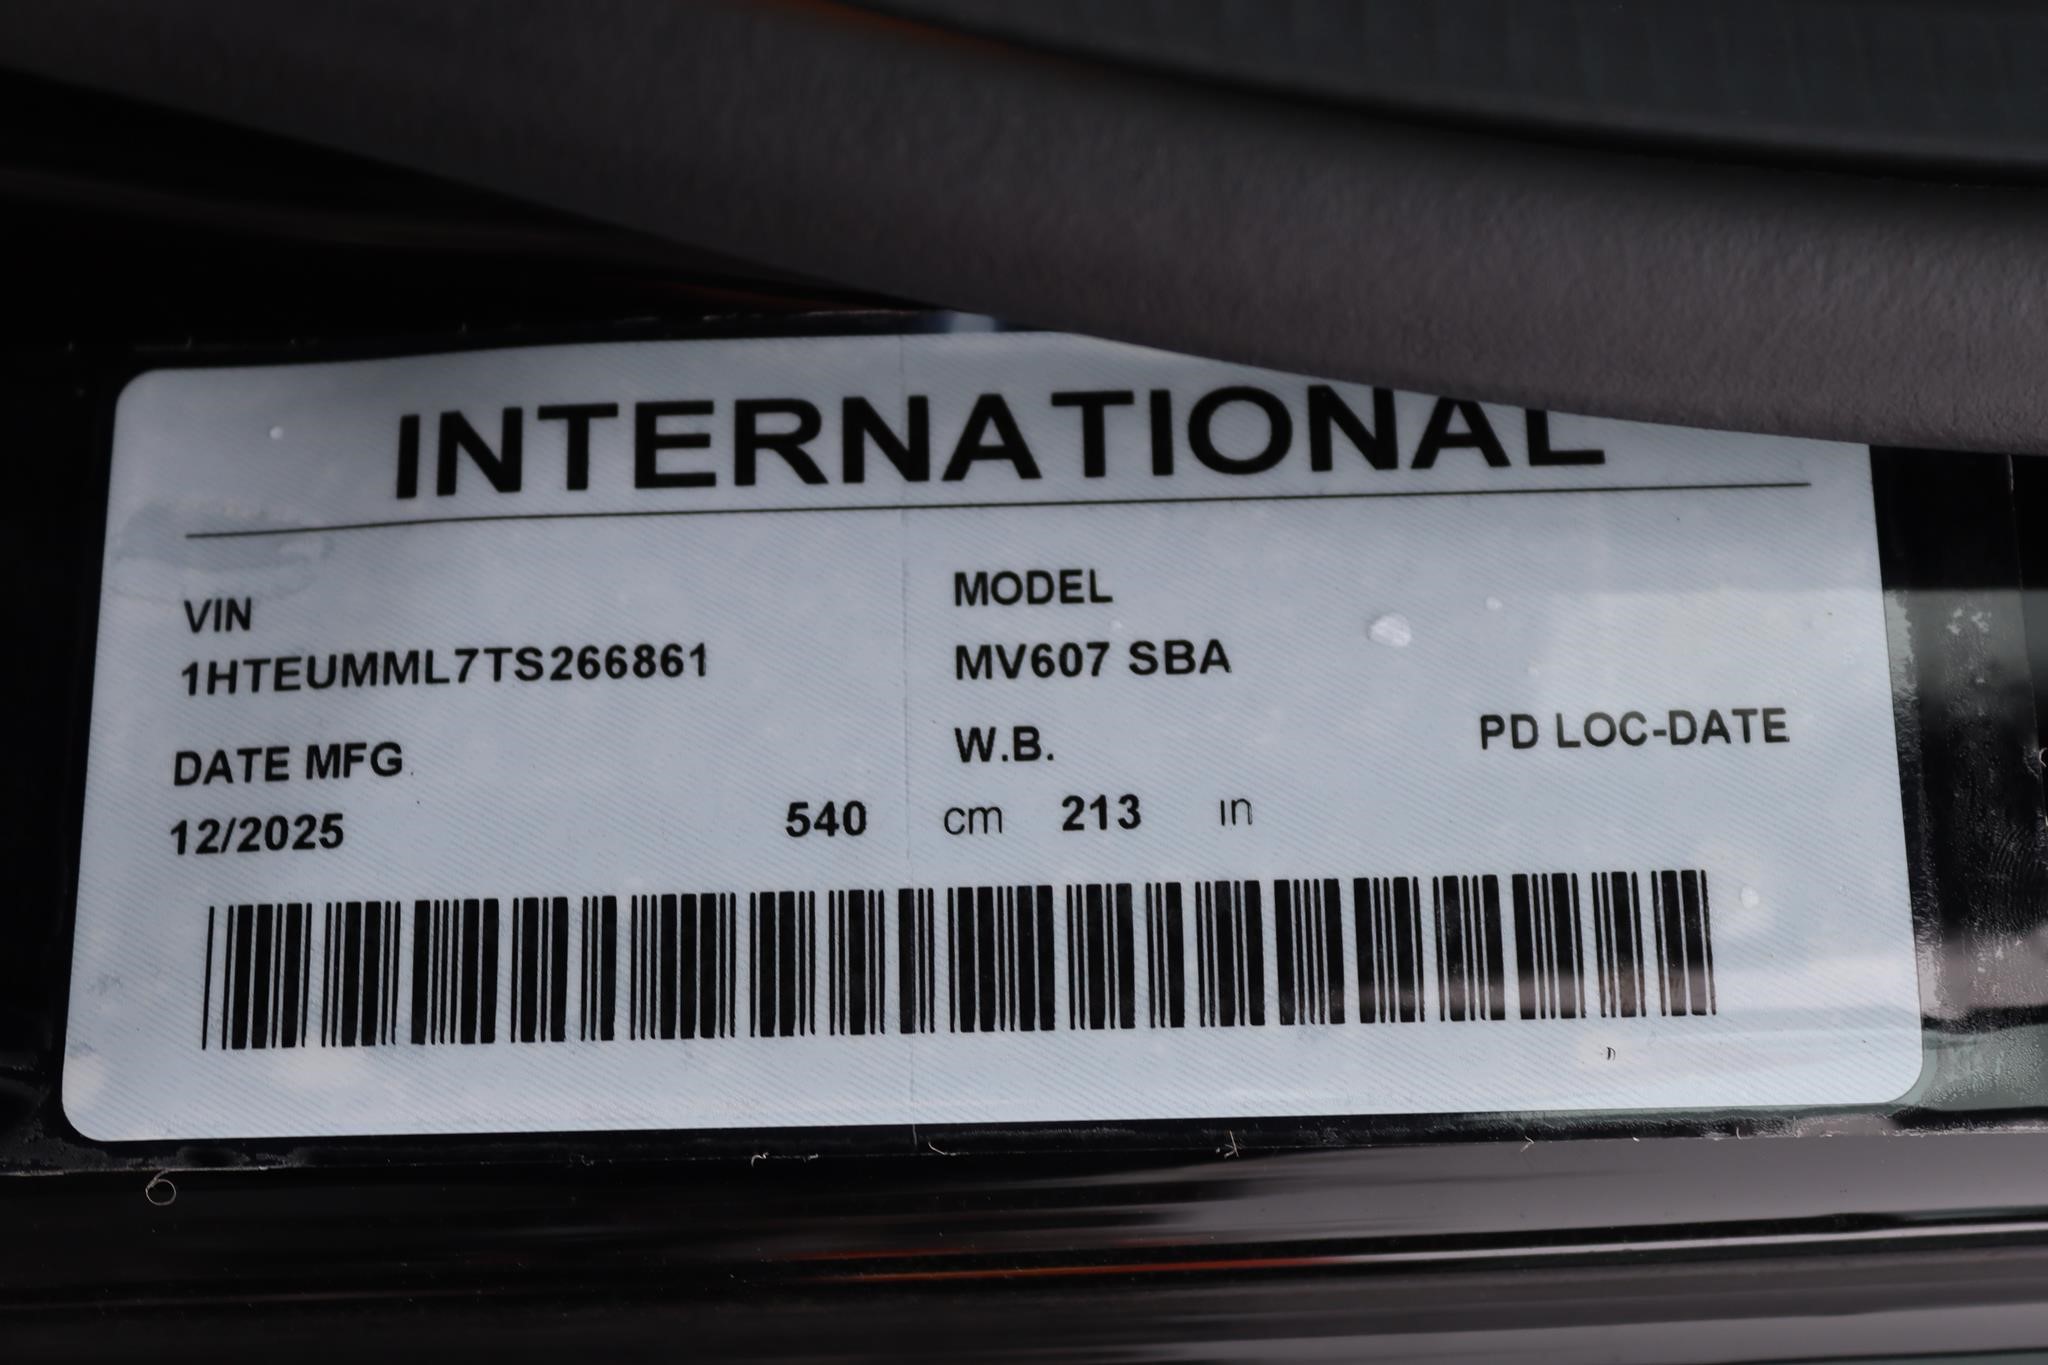 INTERNATIONAL
VIN
1HTEUMML7TS266861
MODEL
MV607 SBA
DATE MFG
12/2025
W.B.
540 cm 213 in
PD LOC-DATE